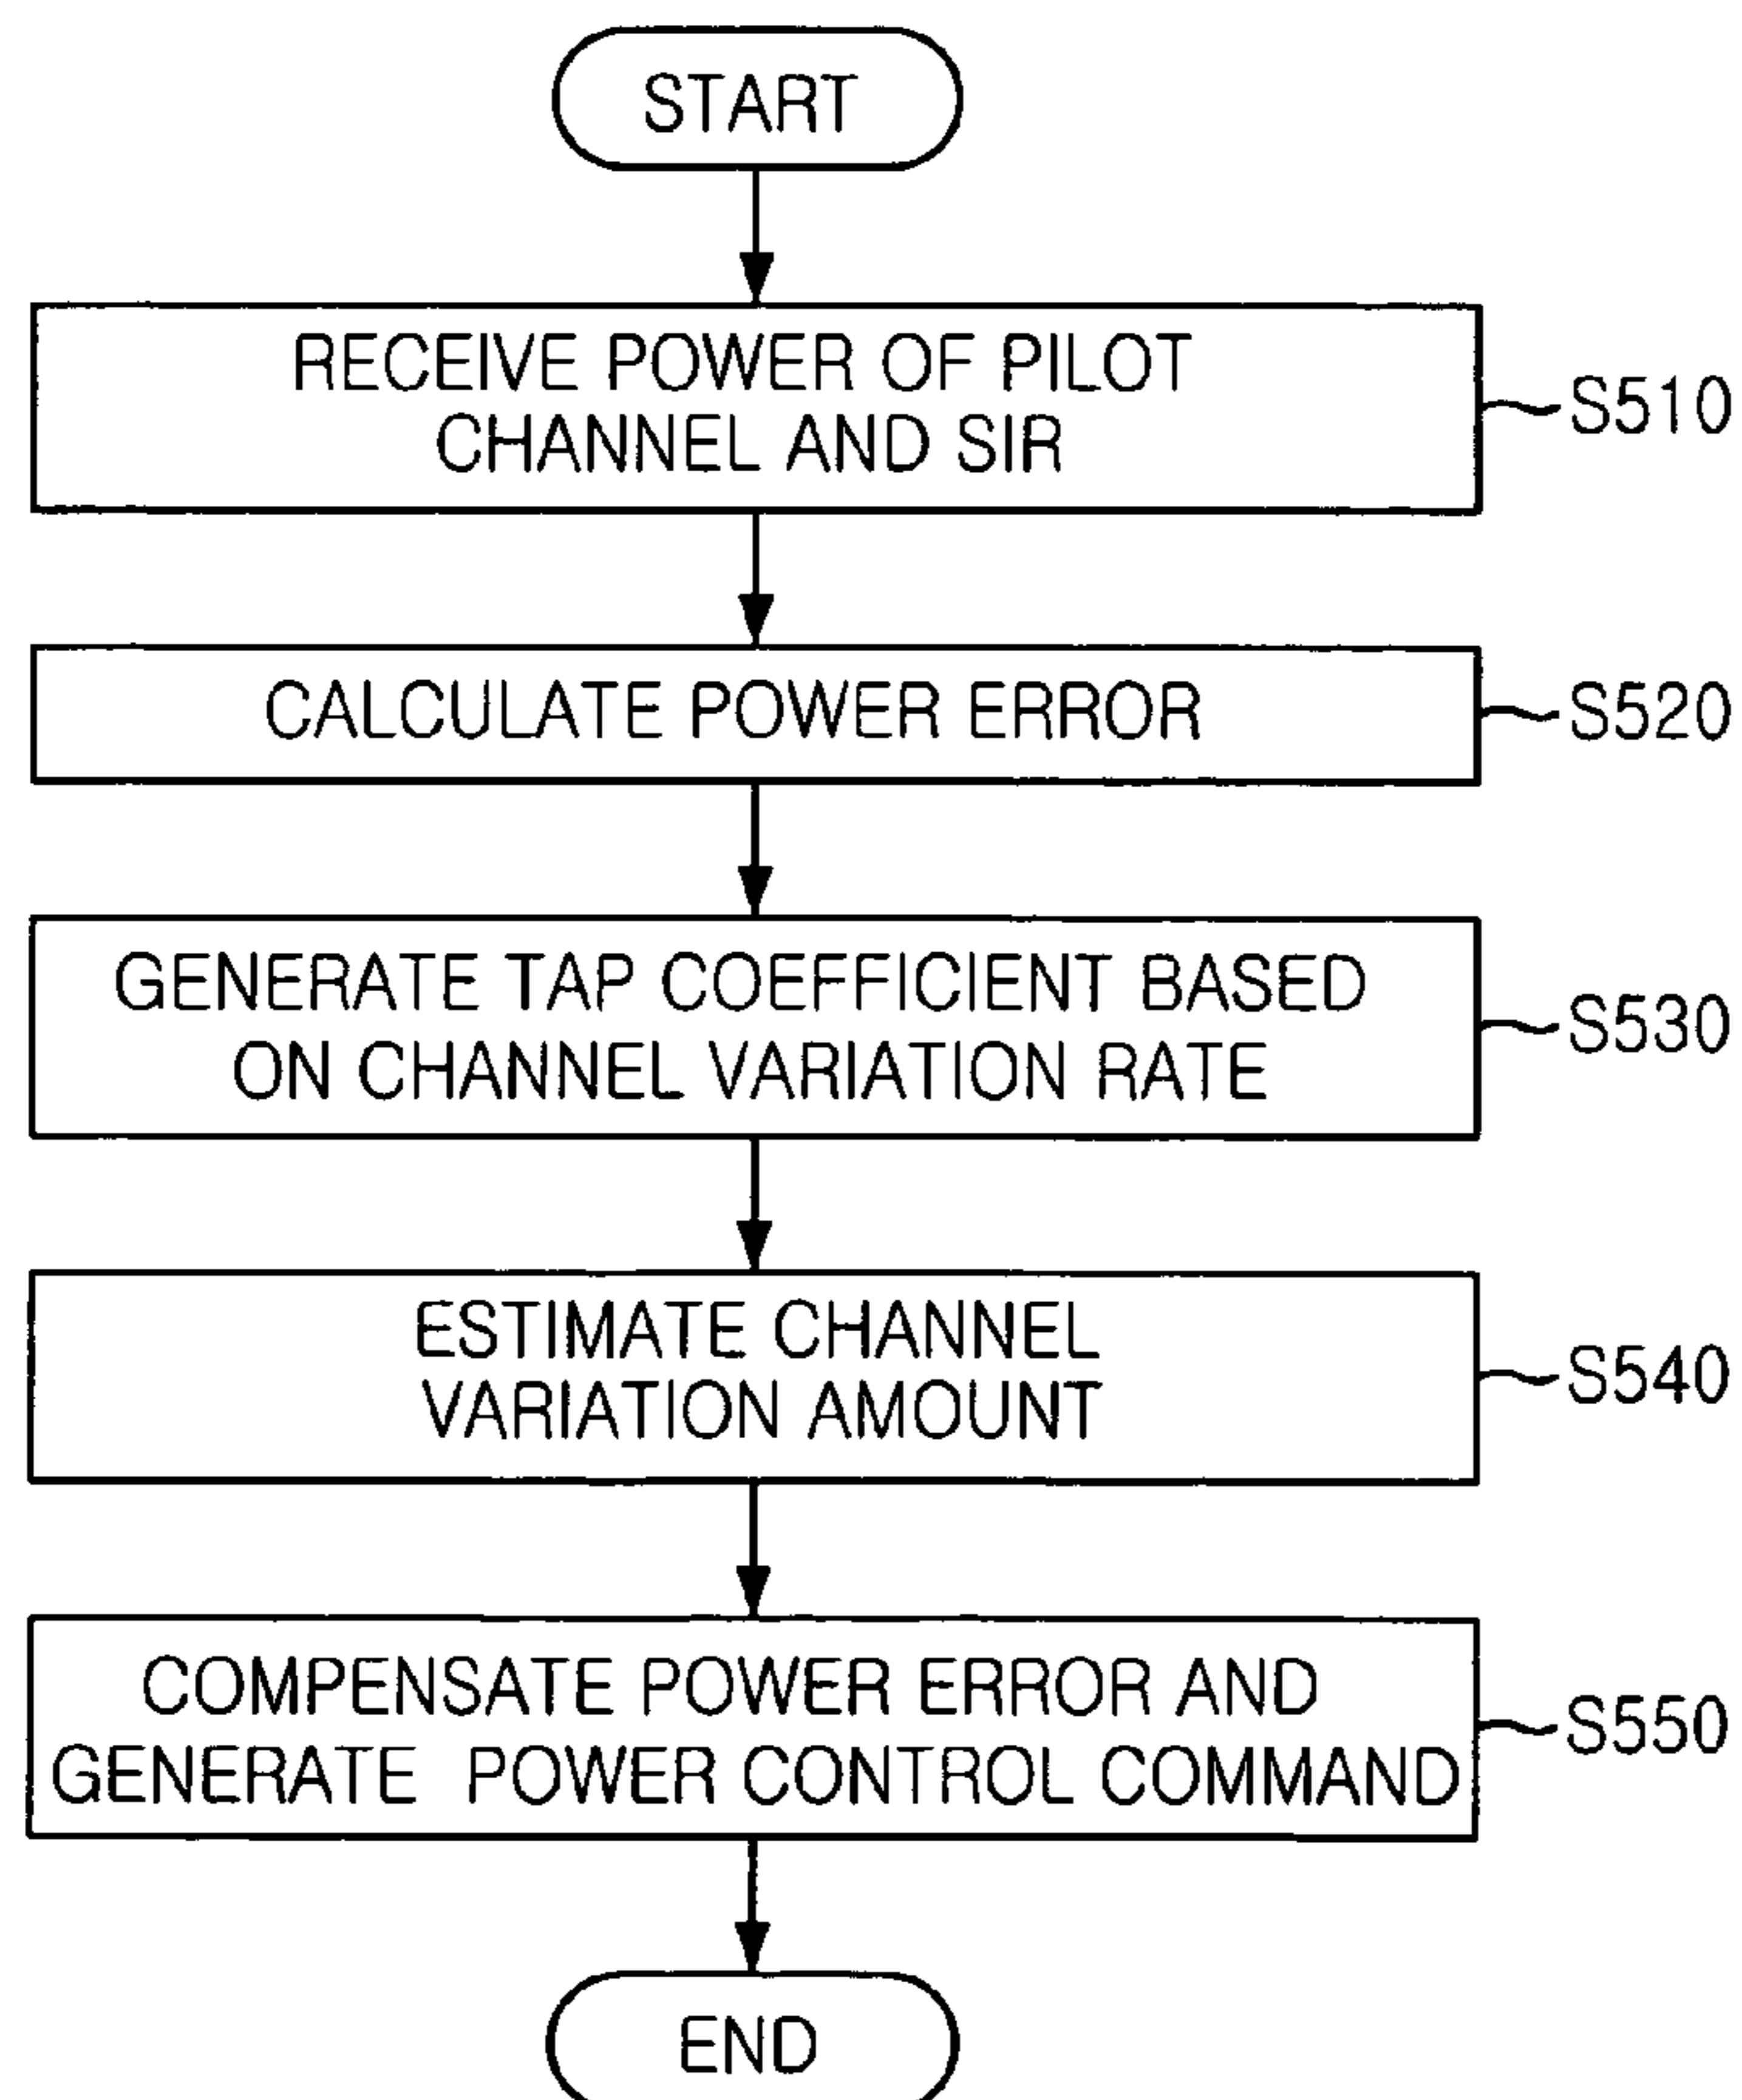 START
RECEIVE POWER OF PILOT
CHANNEL AND SIR
S510
CALCULATE POWER ERROR
S520
GENERATE TAP COEFFICIENT BASED
ON CHANNEL VARIATION RATE
S530
ESTIMATE CHANNEL
VARIATION AMOUNT
S540
COMPENSATE POWER ERROR AND
GENERATE POWER CONTROL COMMAND
S550
END